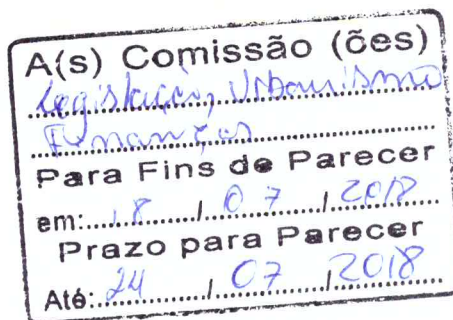 A(s) Comissão (ões)
Legislação, Urbanismo
Finanças
Para Fins de Parecer
em: 18 / 07 / 2018
Prazo para Parecer
Até: 24 / 07 / 2018